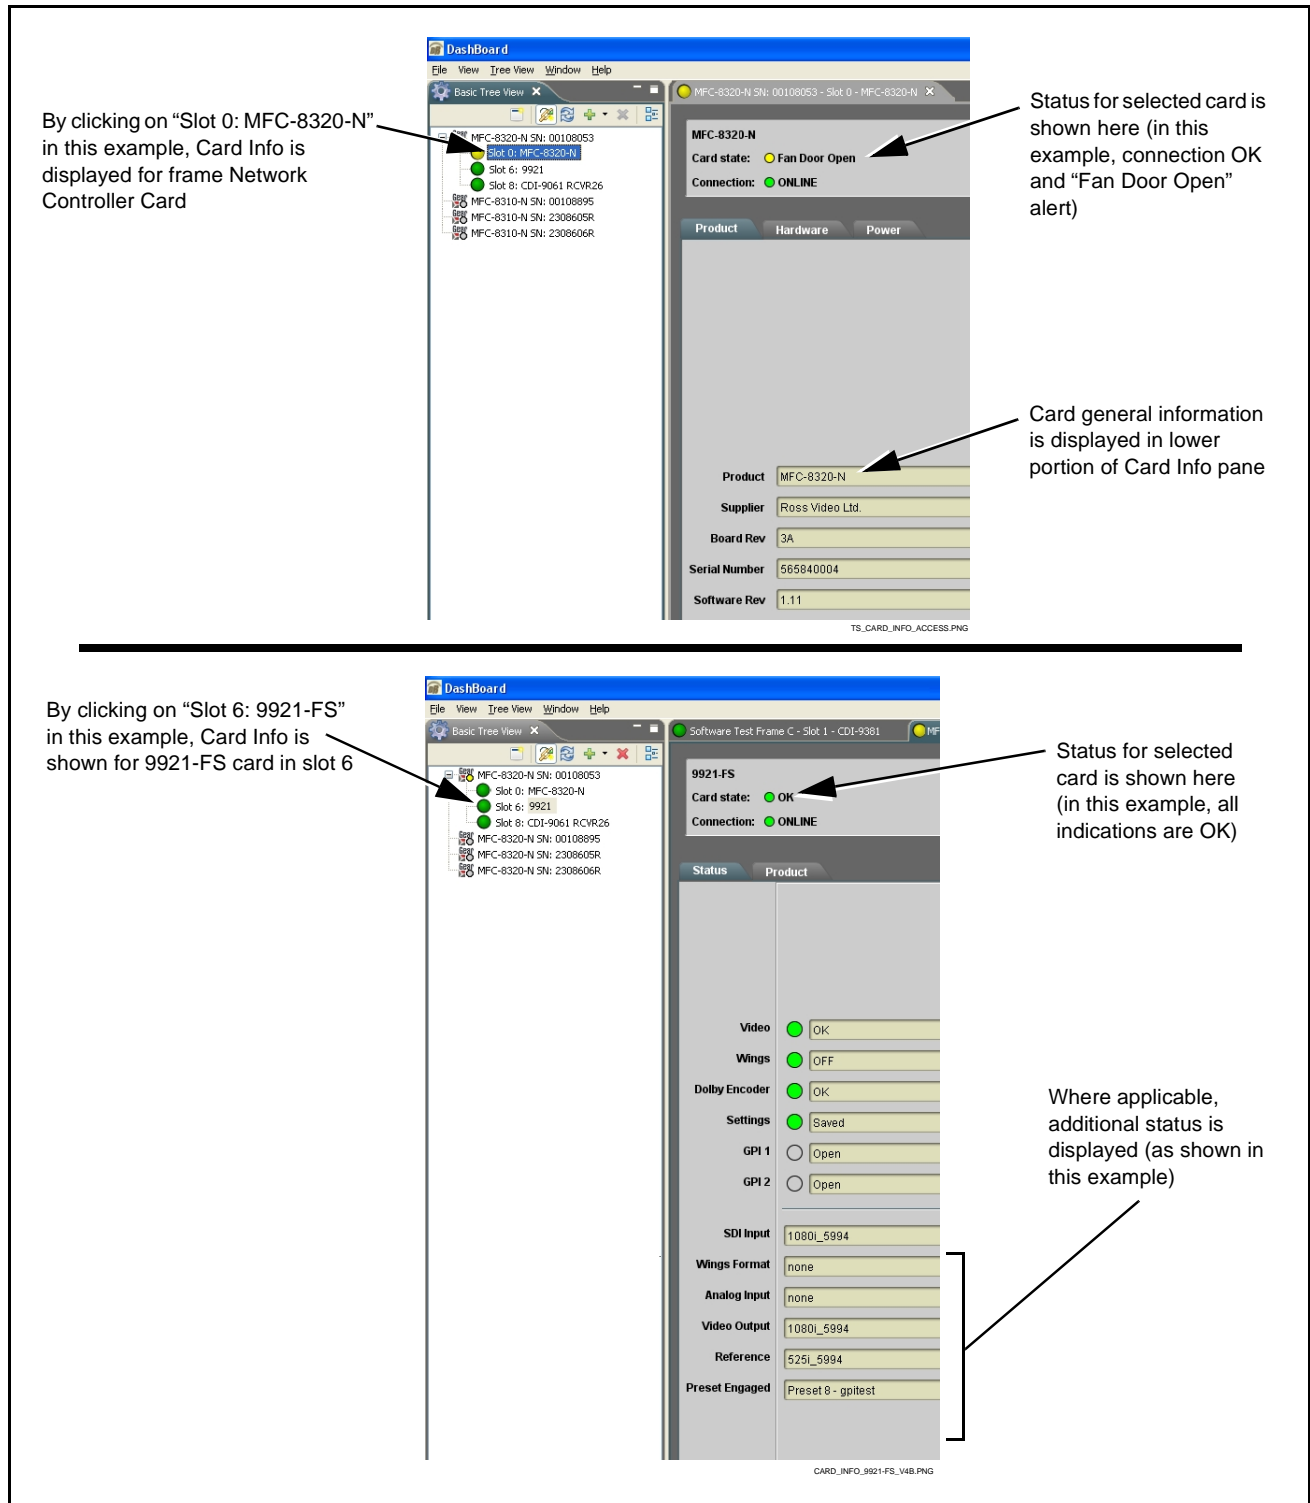 DashBoard
File View Tree View Window Help
Basic Tree View
MFC-8320-N SN: 00108053 - Slot 0 - MFC-8320-N
By clicking on “Slot 0: MFC-8320-N”
in this example, Card Info is
displayed for frame Network
Controller Card
MFC-8320-N SN: 00108053
Slot 0: MFC-8320-N
Slot 6: 9921
Slot 8: CDI-9061 RCVR26
MFC-8310-N SN: 00108895
MFC-8310-N SN: 2308605R
MFC-8310-N SN: 2308606R
MFC-8320-N
Card state: Fan Door Open
Connection: ONLINE
Status for selected card is
shown here (in this
example, connection OK
and “Fan Door Open”
alert)
Product Hardware Power
Card general information
is displayed in lower
portion of Card Info pane
Product MFC-8320-N
Supplier Ross Video Ltd.
Board Rev 3A
Serial Number 565840004
Software Rev 1.11
TS_CARD_INFO_ACCESS.PNG
DashBoard
File View Tree View Window Help
Basic Tree View
Software Test Frame C - Slot 1 - CDI-9381
MF
By clicking on “Slot 6: 9921-FS”
in this example, Card Info is
shown for 9921-FS card in slot 6
Gear MFC-8320-N SN: 00108053
Slot 0: MFC-8320-N
Slot 6: 9921
Slot 8: CDI-9061 RCVR26
Gear MFC-8320-N SN: 00108895
Gear MFC-8320-N SN: 2308605R
Gear MFC-8320-N SN: 2308606R
9921-FS
Card state: OK
Connection: ONLINE
Status for selected
card is shown here
(in this example, all
indications are OK)
Status Product
Video OK
Wings OFF
Dolby Encoder OK
Settings Saved
GPI 1 Open
GPI 2 Open
Where applicable,
additional status is
displayed (as shown in
this example)
SDI Input 1080i_5994
Wings Format none
Analog Input none
Video Output 1080i_5994
Reference 525i_5994
Preset Engaged Preset 8 - gpitest
CARD_INFO_9921-FS_V4B.PNG